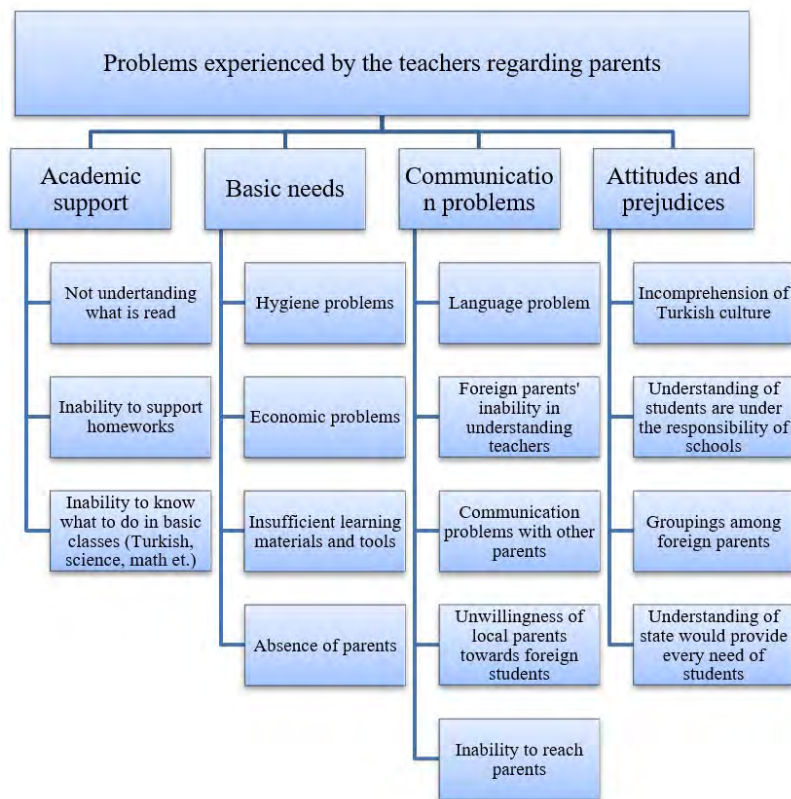 Problems experienced by the teachers regarding parents
Academic
support
Basic needs
Communicatio
n problems
Attitudes and
prejudices
Not undertanding
what is read
Inability to support
homeworks
Inability to know
what to do in basic
classes (Turkish,
science, math et.)
Hygiene problems
Economic problems
Insufficient learning
materials and tools
Absence of parents
Language problem
Foreign parents'
inability in
understanding
teachers
Communication
problems with other
parents
Unwillingness of
local parents
towards foreign
students
Inability to reach
parents
Incomprehension of
Turkish culture
Understanding of
students are under
the responsibility of
schools
Groupings among
foreign parents
Understanding of
state would provide
every need of
students